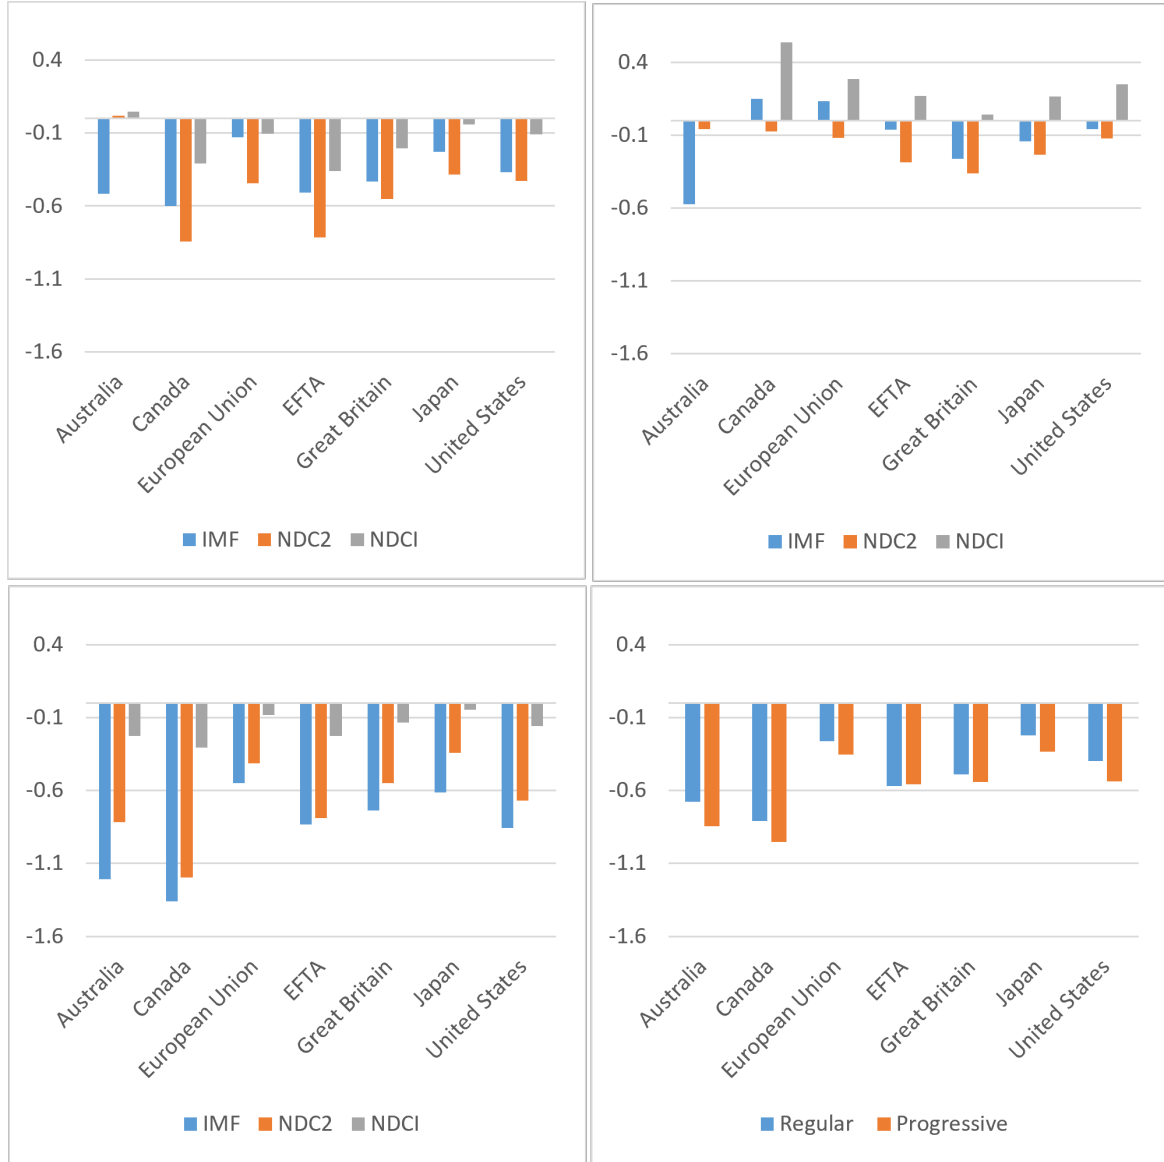 0.4
-0.1
-0.6
-1.1
-1.6
Australia
Canada
European Union
EFTA
Great Britain
Japan
United States
IMF NDC2 NDCI
0.4
-0.1
-0.6
-1.1
-1.6
Australia
Canada
European Union
EFTA
Great Britain
Japan
United States
IMF NDC2 NDCI
0.4
-0.1
-0.6
-1.1
-1.6
Australia
Canada
European Union
EFTA
Great Britain
Japan
United States
IMF NDC2 NDCI
0.4
-0.1
-0.6
-1.1
-1.6
Australia
Canada
European Union
EFTA
Great Britain
Japan
United States
Regular Progressive